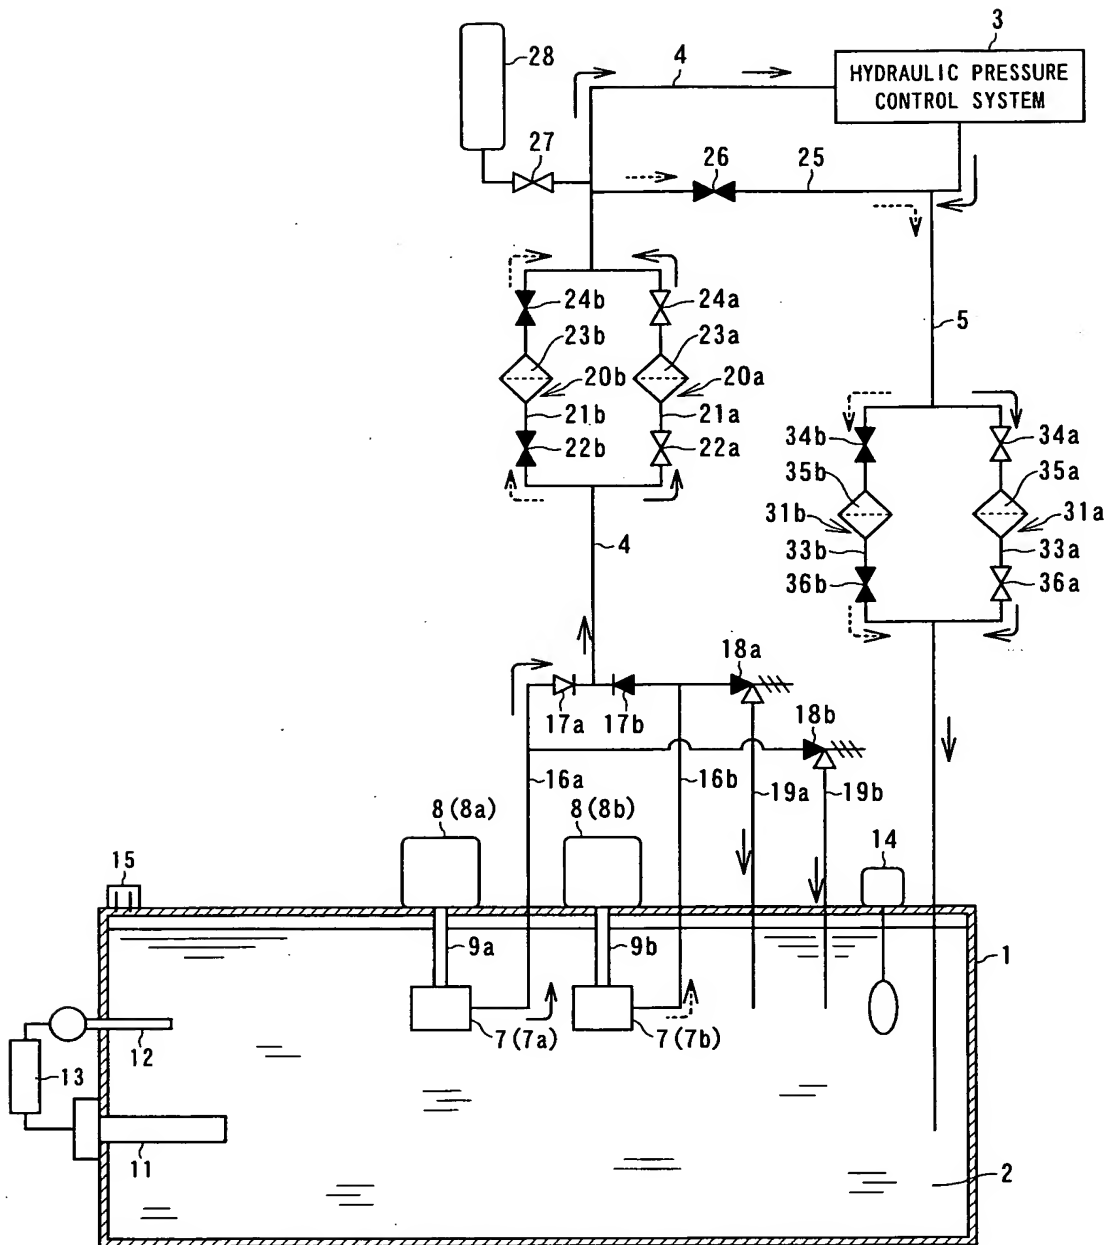 3
28
4
HYDRAULIC PRESSURE
CONTROL SYSTEM
27
26
25
24b
24a
5
23b
23a
20b
20a
21b
21a
22b
22a
34b
34a
35b
35a
31b
31a
33b
33a
4
36b
36a
18a
17a
17b
18b
16a
16b
19a
19b
8(8a)
8(8b)
14
15
9a
9b
1
7(7a)
7(7b)
12
13
11
2